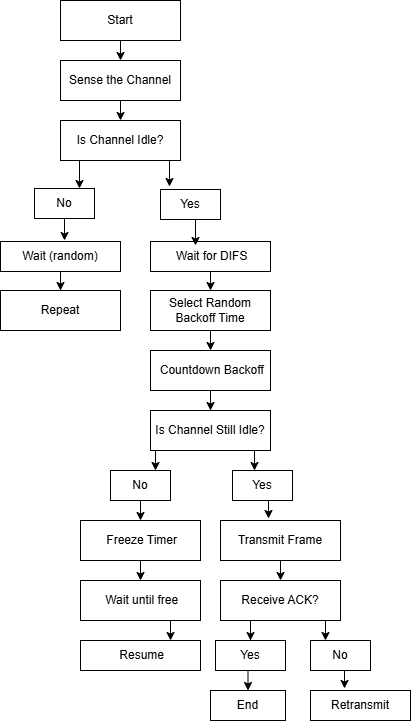 Start
Sense the Channel
Is Channel Idle?
No
Yes
Wait (random)
Wait for DIFS
Repeat
Select Random
Backoff Time
Countdown Backoff
Is Channel Still Idle?
No
Yes
Freeze Timer
Transmit Frame
Wait until free
Receive ACK?
Resume
Yes
No
End
Retransmit